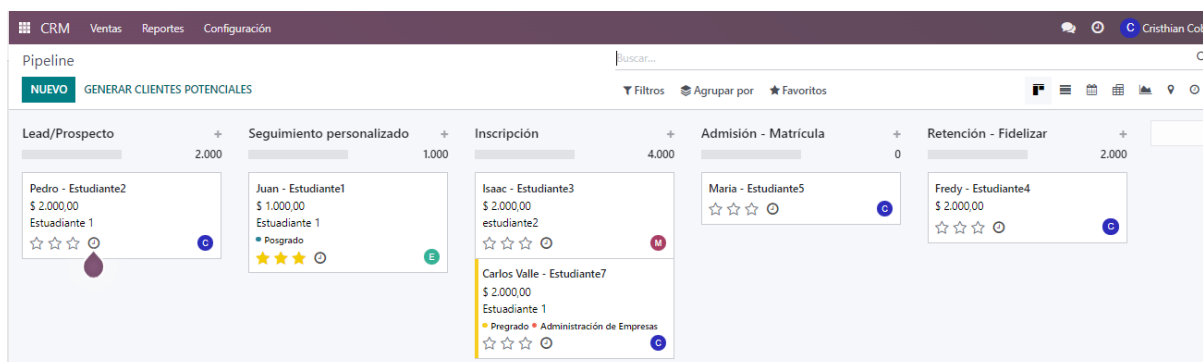 CRM Ventas Reportes Configuración C Cristhian Col
Pipeline
Buscar...
NUEVO GENERAR CLIENTES POTENCIALES
Filtros Agrupar por Favoritos
Lead/Prospecto +
2.000
Pedro - Estudiante2
$ 2.000,00
Estuadiante 1
C
Seguimiento personalizado +
1.000
Juan - Estudiante1
$ 1.000,00
Estuadiante 1
Posgrado
E
Inscripción +
4.000
Isaac - Estudiante3
$ 2.000,00
estudiante2
M
Carlos Valle - Estudiante7
$ 2.000,00
Estuadiante 1
Pregrado Administración de Empresas
C
Admisión - Matrícula +
0
Maria - Estudiante5
C
Retención - Fidelizar +
2.000
Fredy - Estudiante4
$ 2.000,00
C